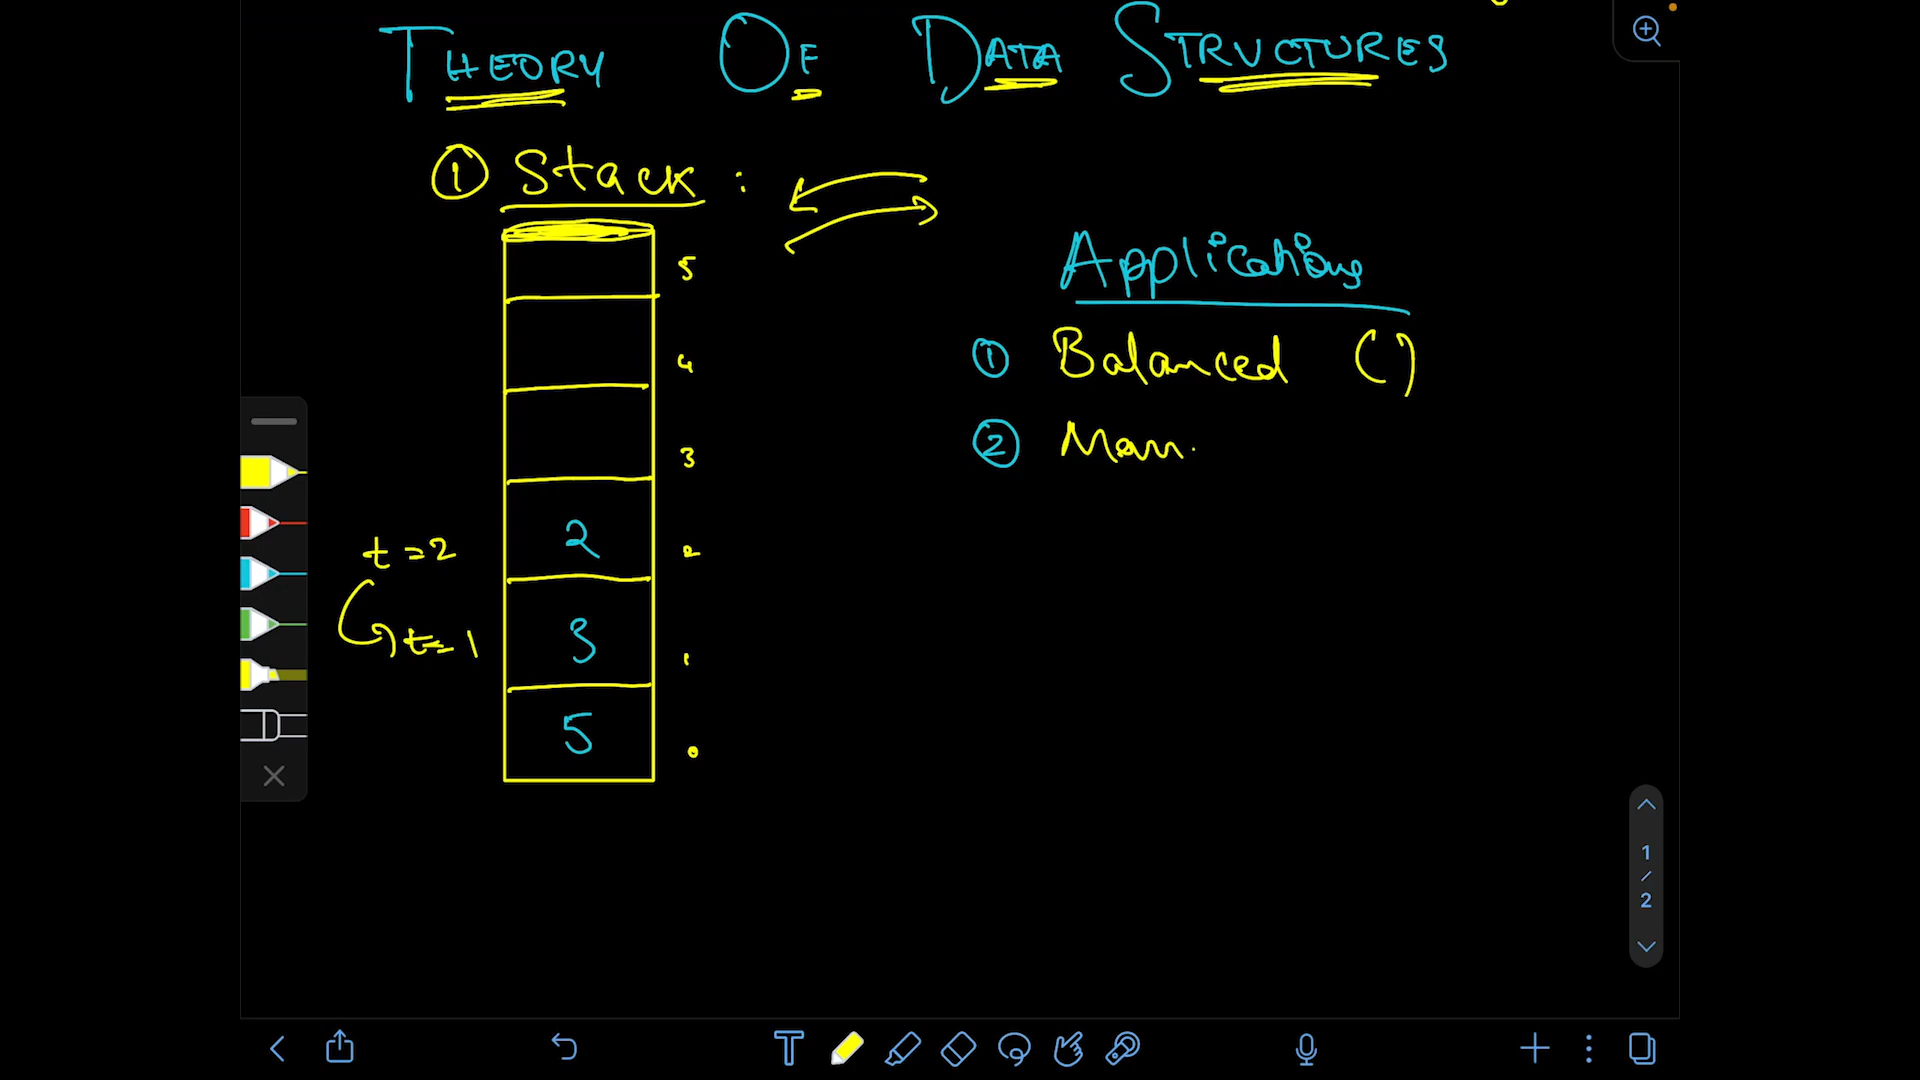 THEORY OF DATA STRUCTURES
① Stack :
Applications
① Balanced ( )
② Mem.
5
4
3
2 2
t = 2
3 1
t = 1
5 0
1
/
2
T